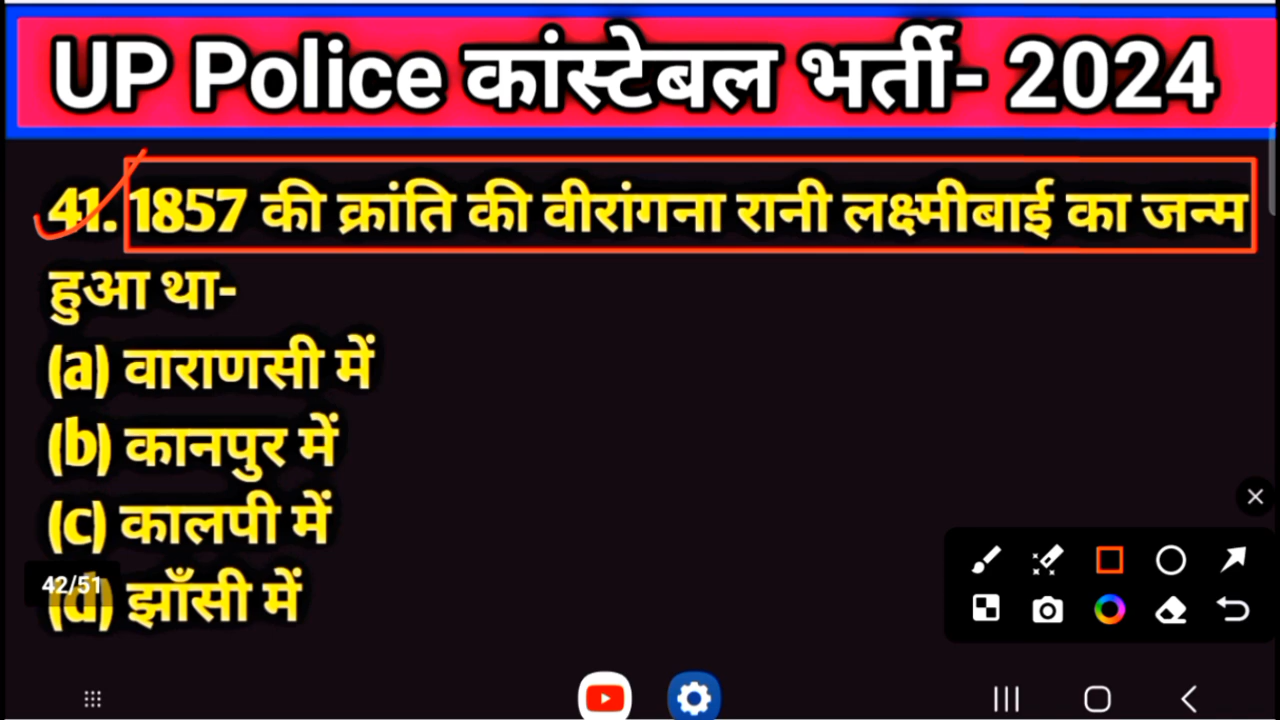 UP Police कांस्टेबल भर्ती- 2024
41. 1857 की क्रांति की वीरांगना रानी लक्ष्मीबाई का जन्म
हुआ था-
(a) वाराणसी में
(b) कानपुर में
(c) कालपी में
42/51
(d) झाँसी में